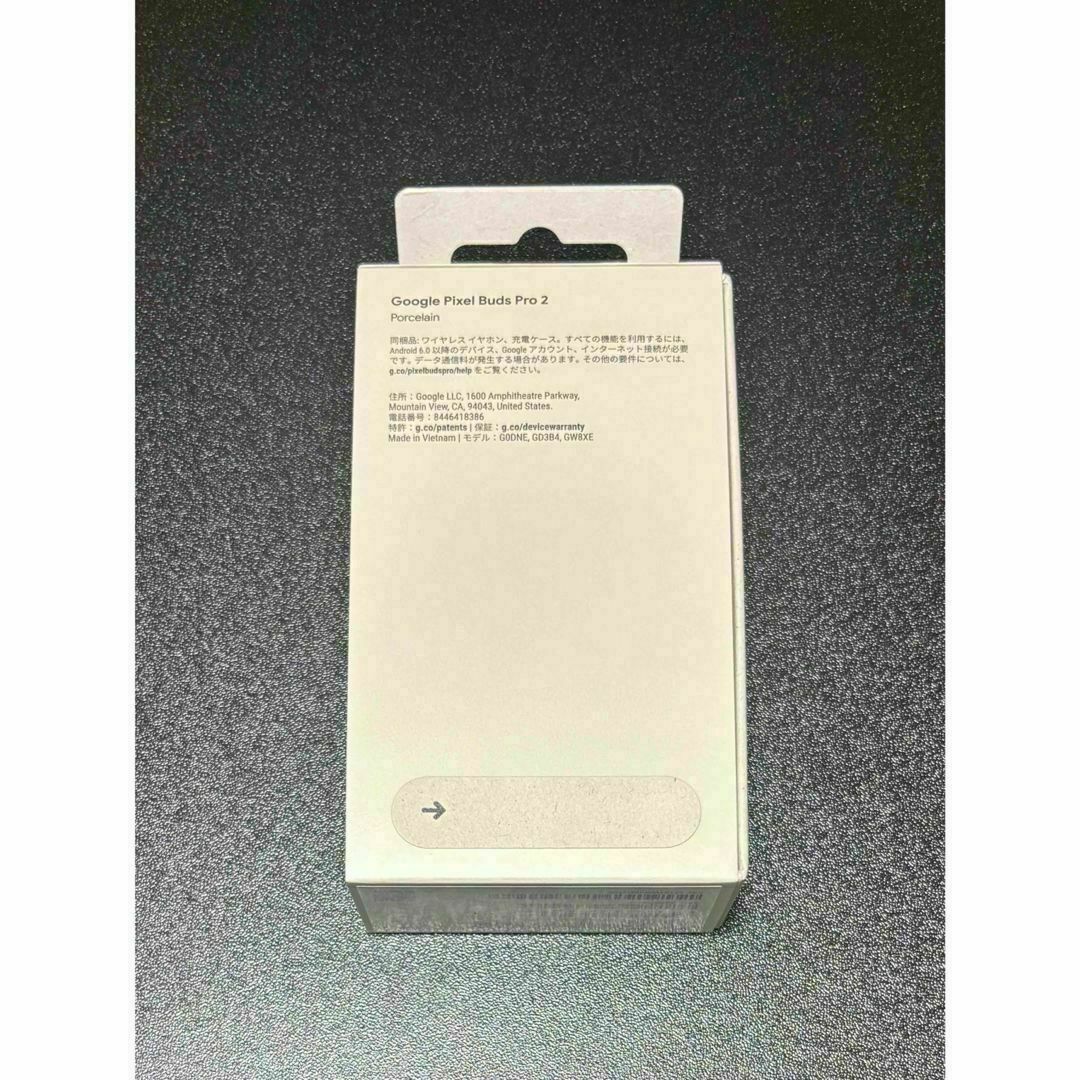 Google Pixel Buds Pro 2
Porcelain
同梱品: ワイヤレス イヤホン、充電ケース。すべての機能を利用するには、
Android 6.0 以降のデバイス、Google アカウント、インターネット接続が必要
です。データ通信料が発生する場合があります。その他の要件については、
g.co/pixelbudspro/help をご覧ください。
住所：Google LLC, 1600 Amphitheatre Parkway,
Mountain View, CA, 94043, United States.
電話番号：8446418386
特許：g.co/patents | 保証：g.co/devicewarranty
Made in Vietnam | モデル：G0DNE, GD3B4, GW8XE